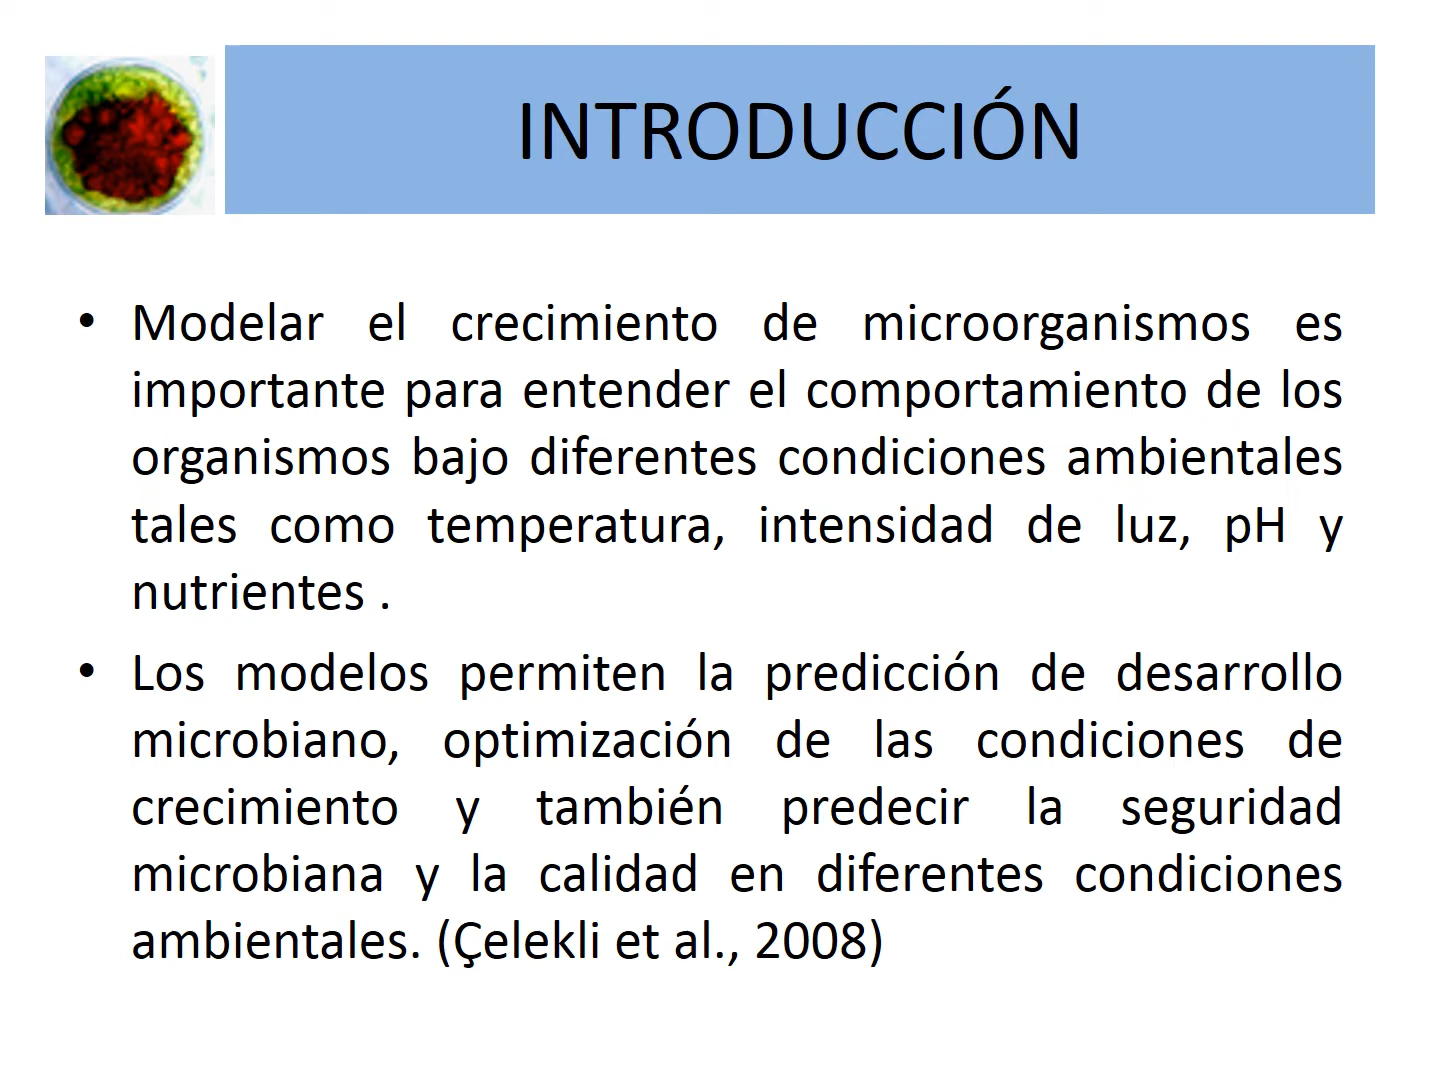 INTRODUCCIÓN
• Modelar el crecimiento de microorganismos es
importante para entender el comportamiento de los
organismos bajo diferentes condiciones ambientales
tales como temperatura, intensidad de luz, pH y
nutrientes .
• Los modelos permiten la predicción de desarrollo
microbiano, optimización de las condiciones de
crecimiento y también predecir la seguridad
microbiana y la calidad en diferentes condiciones
ambientales. (Çelekli et al., 2008)